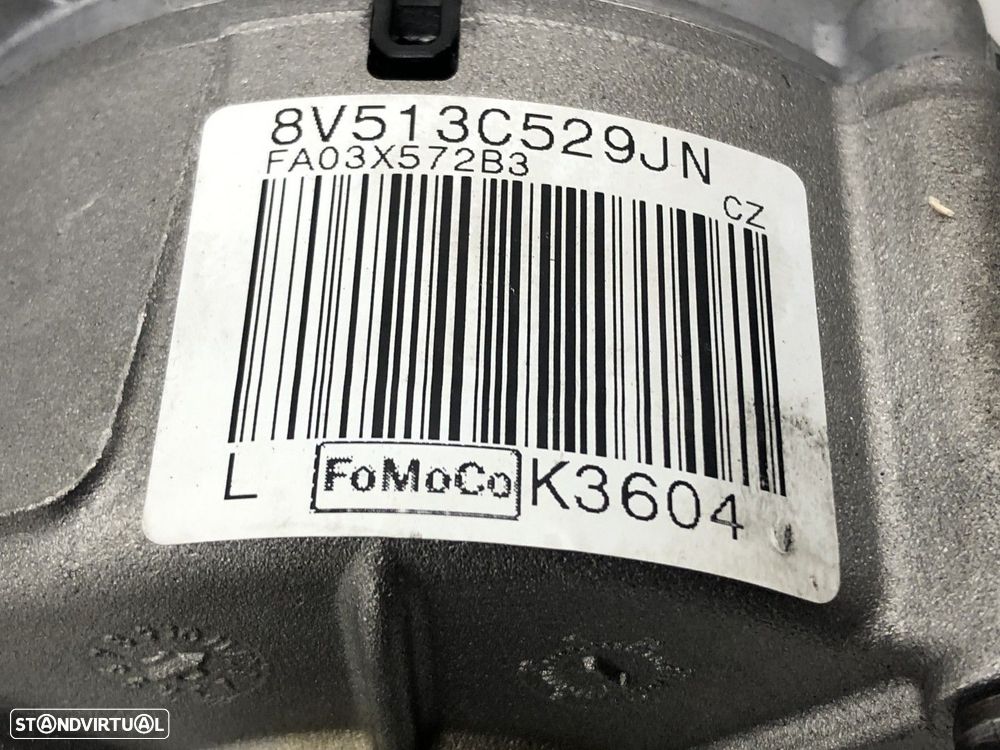 8V513C529JN
FA03X572B3
CZ
L FoMoCo K3604
STANDVIRTUAL